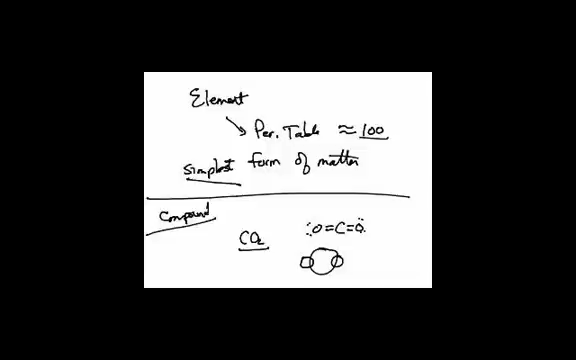 Element
Per. Table ≈ 100
simplest form of matter
Compound
CO₂ :O=C=O: